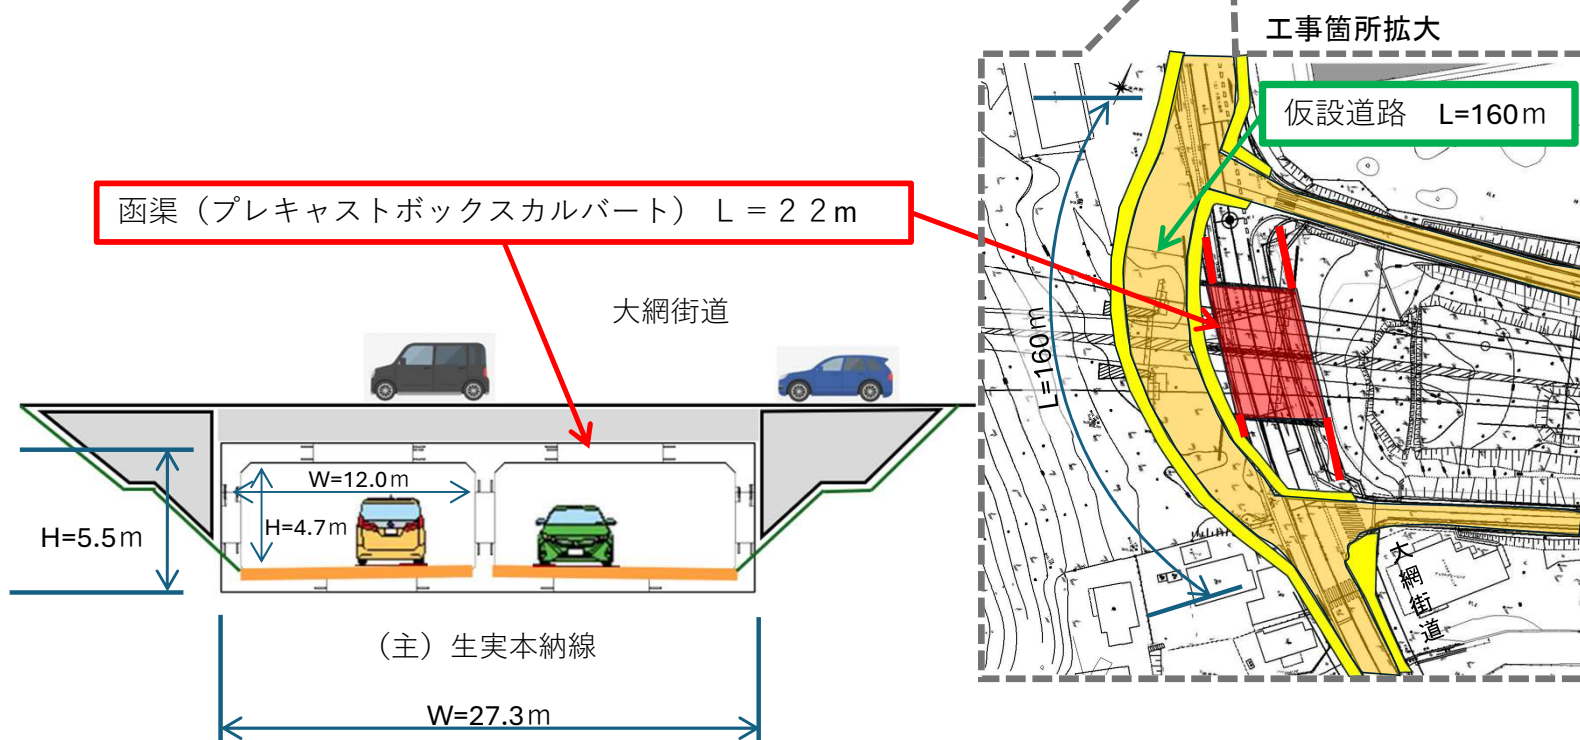 工事箇所拡大
仮設道路　L=160m
函渠（プレキャストボックスカルバート）　Ｌ＝２２m
大網街道
L=160m
W=12.0m
H=4.7m
H=5.5m
（主）生実本納線
W=27.3m
大網街道